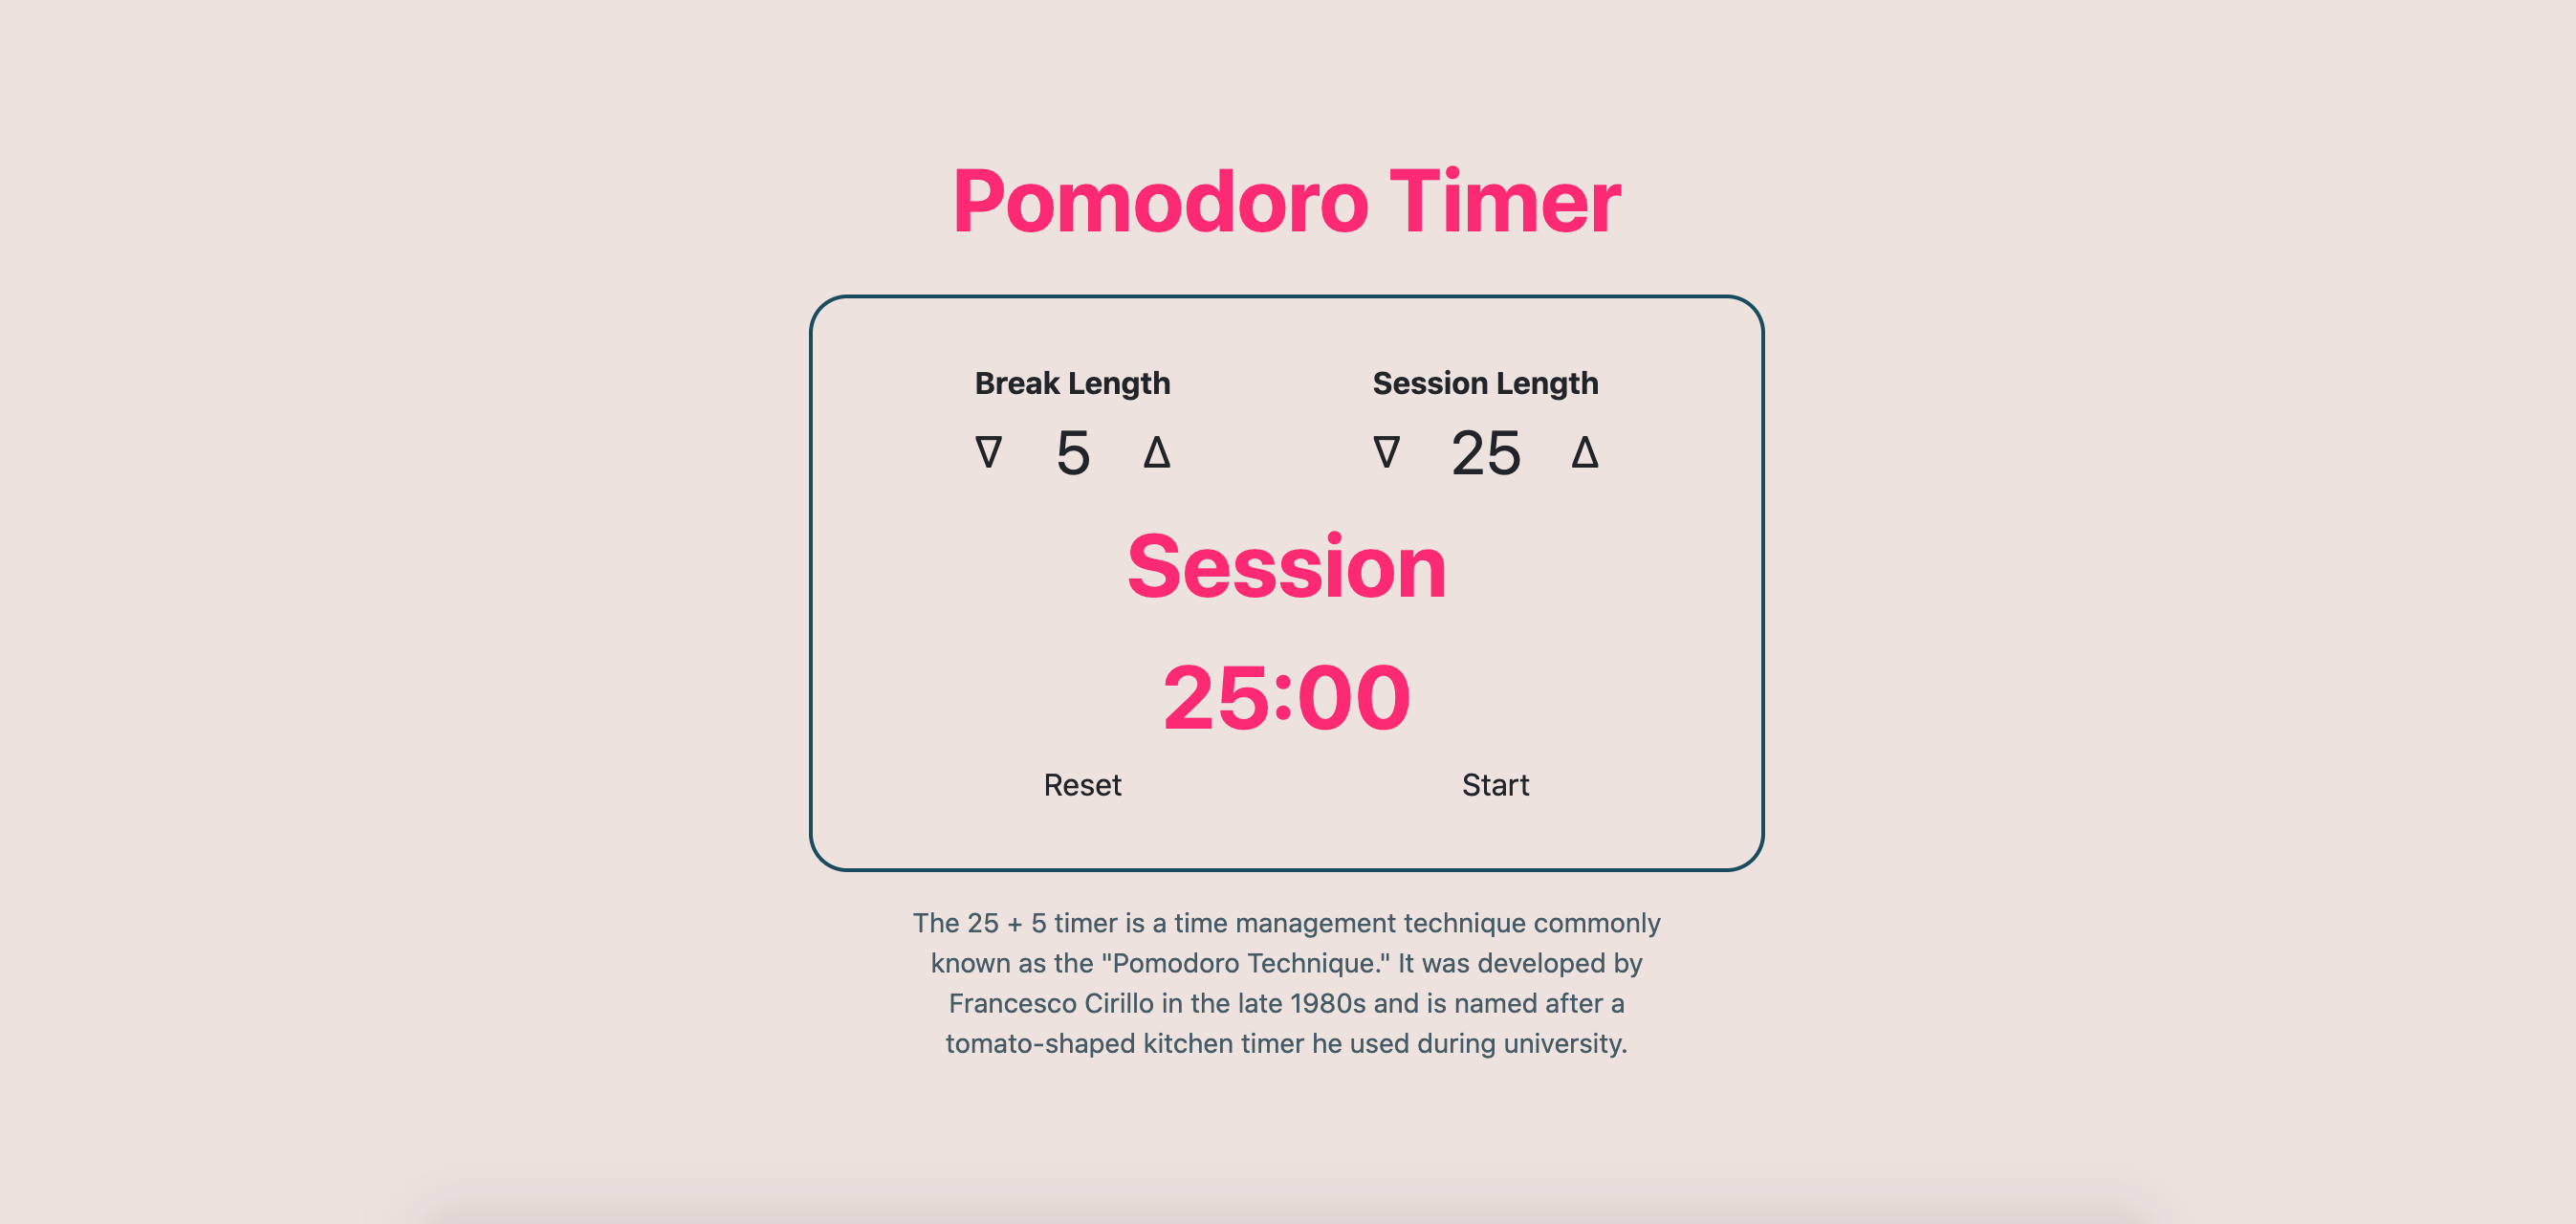 Pomodoro Timer
Break Length
Session Length
∇ 5 Δ
∇ 25 Δ
Session
25:00
Reset
Start
The 25 + 5 timer is a time management technique commonly
known as the "Pomodoro Technique." It was developed by
Francesco Cirillo in the late 1980s and is named after a
tomato-shaped kitchen timer he used during university.